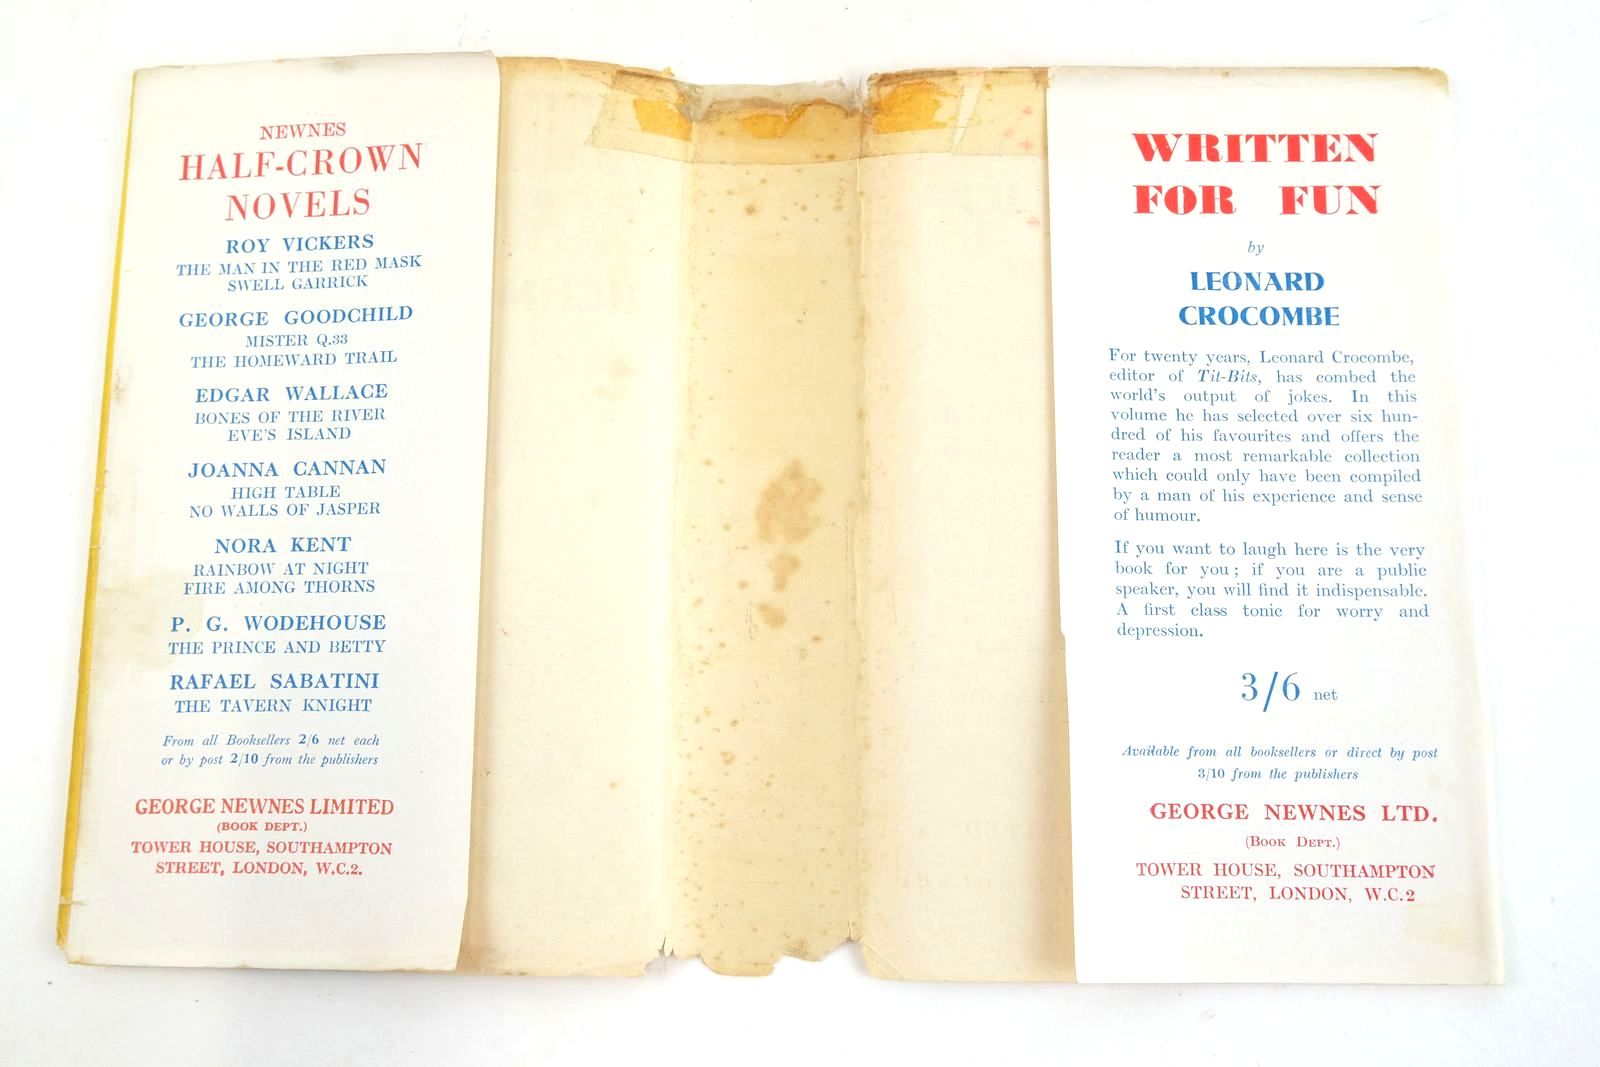 NEWNES
HALF-CROWN
NOVELS
ROY VICKERS
THE MAN IN THE RED MASK
SWELL GARRICK
GEORGE GOODCHILD
MISTER Q.33
THE HOMEWARD TRAIL
EDGAR WALLACE
BONES OF THE RIVER
EVE'S ISLAND
JOANNA CANNAN
HIGH TABLE
NO WALLS OF JASPER
NORA KENT
RAINBOW AT NIGHT
FIRE AMONG THORNS
P. G. WODEHOUSE
THE PRINCE AND BETTY
RAFAEL SABATINI
THE TAVERN KNIGHT
From all Booksellers 2/6 net each
or by post 2/10 from the publishers
GEORGE NEWNES LIMITED
(BOOK DEPT.)
TOWER HOUSE, SOUTHAMPTON
STREET, LONDON, W.C.2.
WRITTEN
FOR FUN
by
LEONARD
CROCOMBE
For twenty years, Leonard Crocombe,
editor of Tit-Bits, has combed the
world's output of jokes. In this
volume he has selected over six hun-
dred of his favourites and offers the
reader a most remarkable collection
which could only have been compiled
by a man of his experience and sense
of humour.
If you want to laugh here is the very
book for you; if you are a public
speaker, you will find it indispensable.
A first class tonic for worry and
depression.
3/6 net
Available from all booksellers or direct by post
3/10 from the publishers
GEORGE NEWNES LTD.
(BOOK DEPT.)
TOWER HOUSE, SOUTHAMPTON
STREET, LONDON, W.C.2